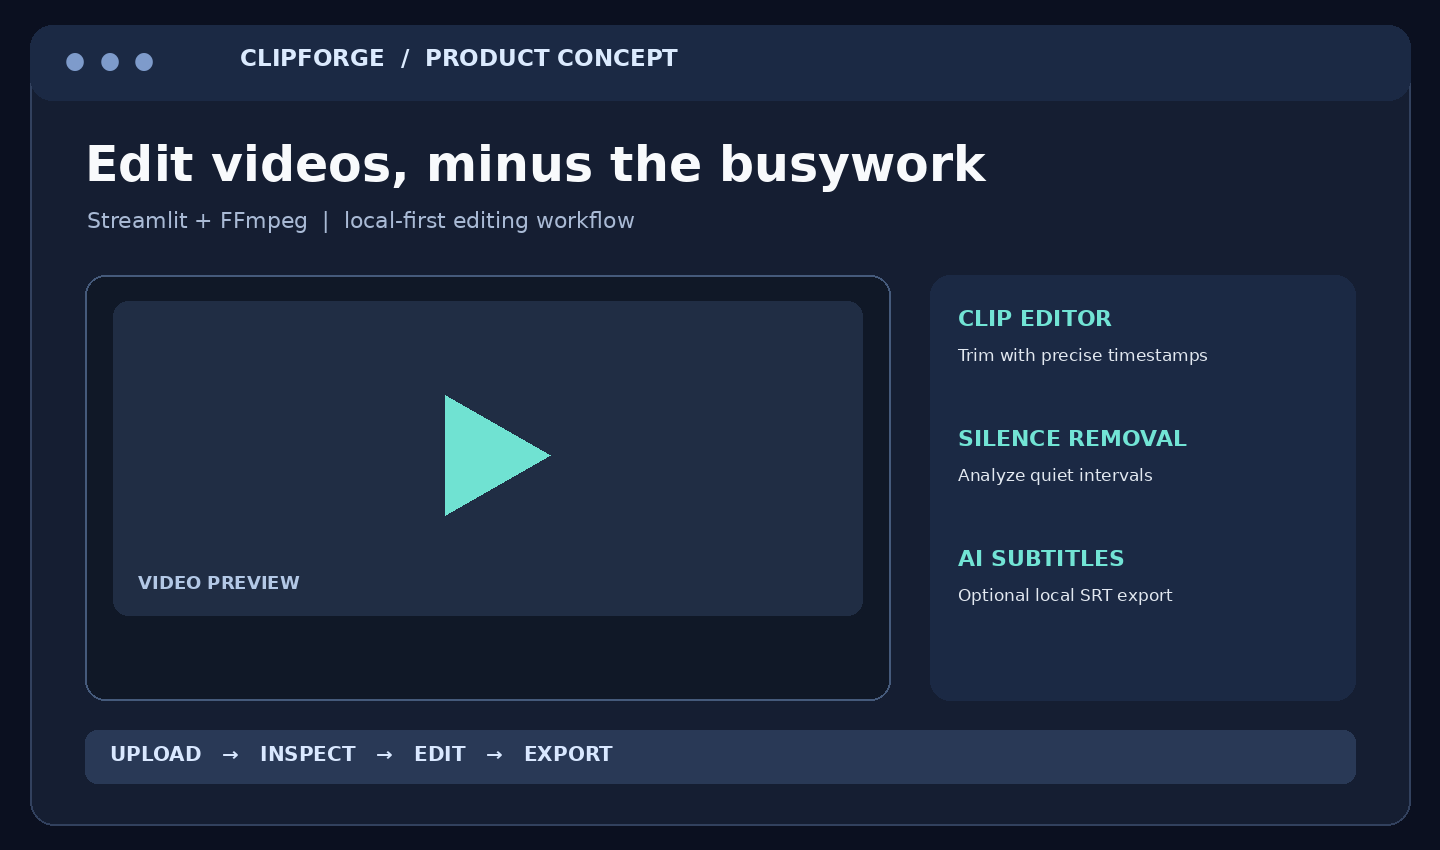 CLIPFORGE / PRODUCT CONCEPT
Edit videos, minus the busywork
Streamlit + FFmpeg | local-first editing workflow
VIDEO PREVIEW
CLIP EDITOR
Trim with precise timestamps
SILENCE REMOVAL
Analyze quiet intervals
AI SUBTITLES
Optional local SRT export
UPLOAD → INSPECT → EDIT → EXPORT